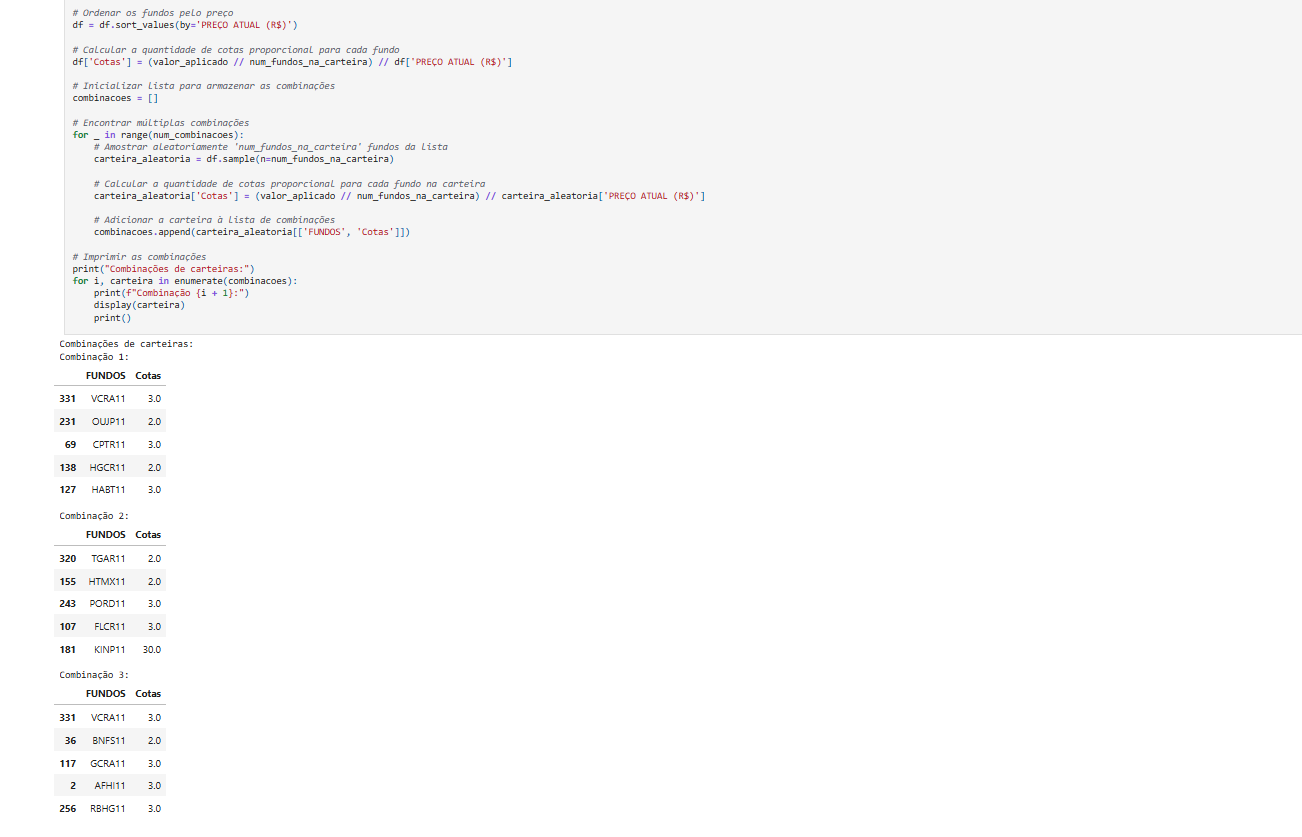 # Ordenar os fundos pelo preço
df = df.sort_values(by='PREÇO ATUAL (R$)')
# Calcular a quantidade de cotas proporcional para cada fundo
df['Cotas'] = (valor_aplicado // num_fundos_na_carteira) // df['PREÇO ATUAL (R$)']
# Inicializar lista para armazenar as combinações
combinacoes = []
# Encontrar múltiplas combinações
for _ in range(num_combinacoes):
# Amostrar aleatoriamente 'num_fundos_na_carteira' fundos da lista
carteira_aleatoria = df.sample(n=num_fundos_na_carteira)
# Calcular a quantidade de cotas proporcional para cada fundo na carteira
carteira_aleatoria['Cotas'] = (valor_aplicado // num_fundos_na_carteira) // carteira_aleatoria['PREÇO ATUAL (R$)']
# Adicionar a carteira à lista de combinações
combinacoes.append(carteira_aleatoria[['FUNDOS', 'Cotas']])
# Imprimir as combinações
print("Combinações de carteiras:")
for i, carteira in enumerate(combinacoes):
print(f"Combinação {i + 1}:")
display(carteira)
print()
Combinações de carteiras:
Combinação 1:
FUNDOS Cotas
331 VCRA11 3.0
231 OUJP11 2.0
69 CPTR11 3.0
138 HGCR11 2.0
127 HABT11 3.0
Combinação 2:
FUNDOS Cotas
320 TGAR11 2.0
155 HTMX11 2.0
243 PORD11 3.0
107 FLCR11 3.0
181 KINP11 30.0
Combinação 3:
FUNDOS Cotas
331 VCRA11 3.0
36 BNFS11 2.0
117 GCRA11 3.0
2 AFHI11 3.0
256 RBHG11 3.0